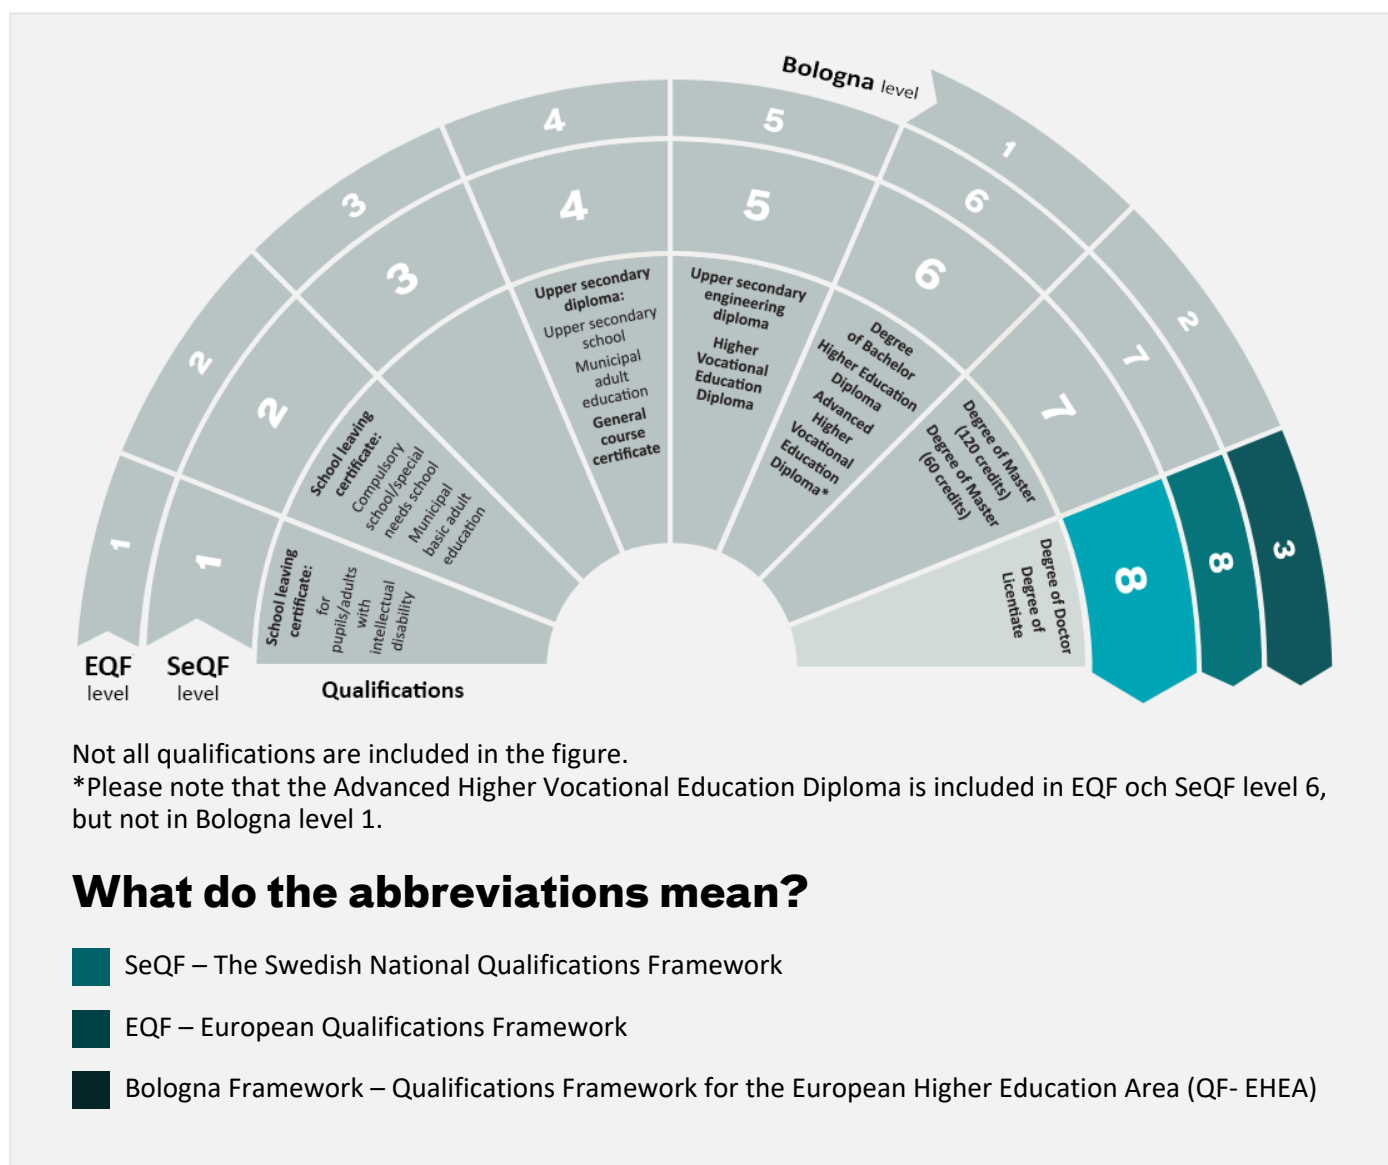 Bologna level
1
2
3
4
5
6
7
8
1
2
3
4
5
6
7
8
1
2
3
School leaving
certificate:
for
pupils/adults
with
intellectual
disability
School leaving
certificate:
Compulsory
school/special
needs school
Municipal
basic adult
education
Upper secondary
diploma:
Upper secondary
school
Municipal
adult
education
General
course
certificate
Upper secondary
engineering
diploma
Higher
Vocational
Education
Diploma
Degree
of Bachelor
Higher Education
Diploma
Advanced
Higher
Vocational
Education
Diploma*
Degree of Master
(120 credits)
Degree of Master
(60 credits)
Degree of Doctor
Degree of
Licentiate
EQF
level
SeQF
level
Qualifications
Not all qualifications are included in the figure.
*Please note that the Advanced Higher Vocational Education Diploma is included in EQF och SeQF level 6,
but not in Bologna level 1.
What do the abbreviations mean?
SeQF – The Swedish National Qualifications Framework
EQF – European Qualifications Framework
Bologna Framework – Qualifications Framework for the European Higher Education Area (QF- EHEA)